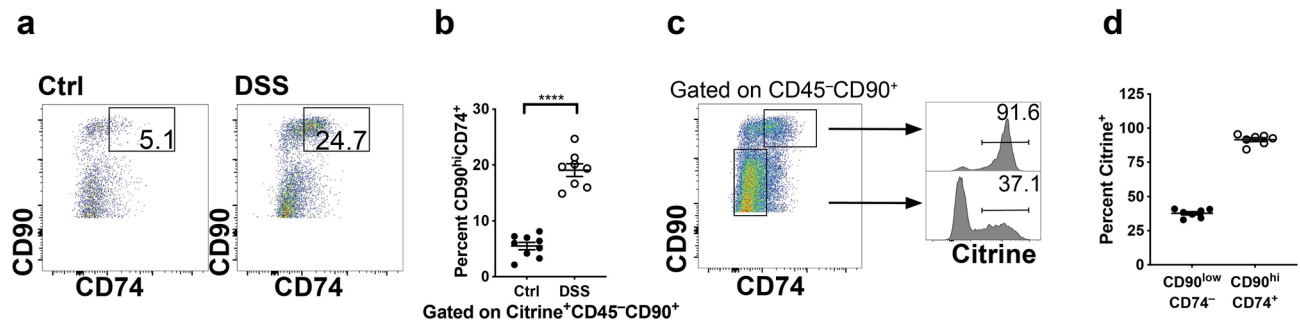 a
Ctrl
DSS
5.1
24.7
CD90
CD90
CD74
CD74
b
****
Percent CD90hiCD74+
30
20
10
0
Ctrl
DSS
Gated on Citrine+CD45–CD90+
c
Gated on CD45–CD90+
91.6
37.1
CD90
CD74
Citrine
d
Percent Citrine+
125
100
75
50
25
0
CD90low
CD74–
CD90hi
CD74+